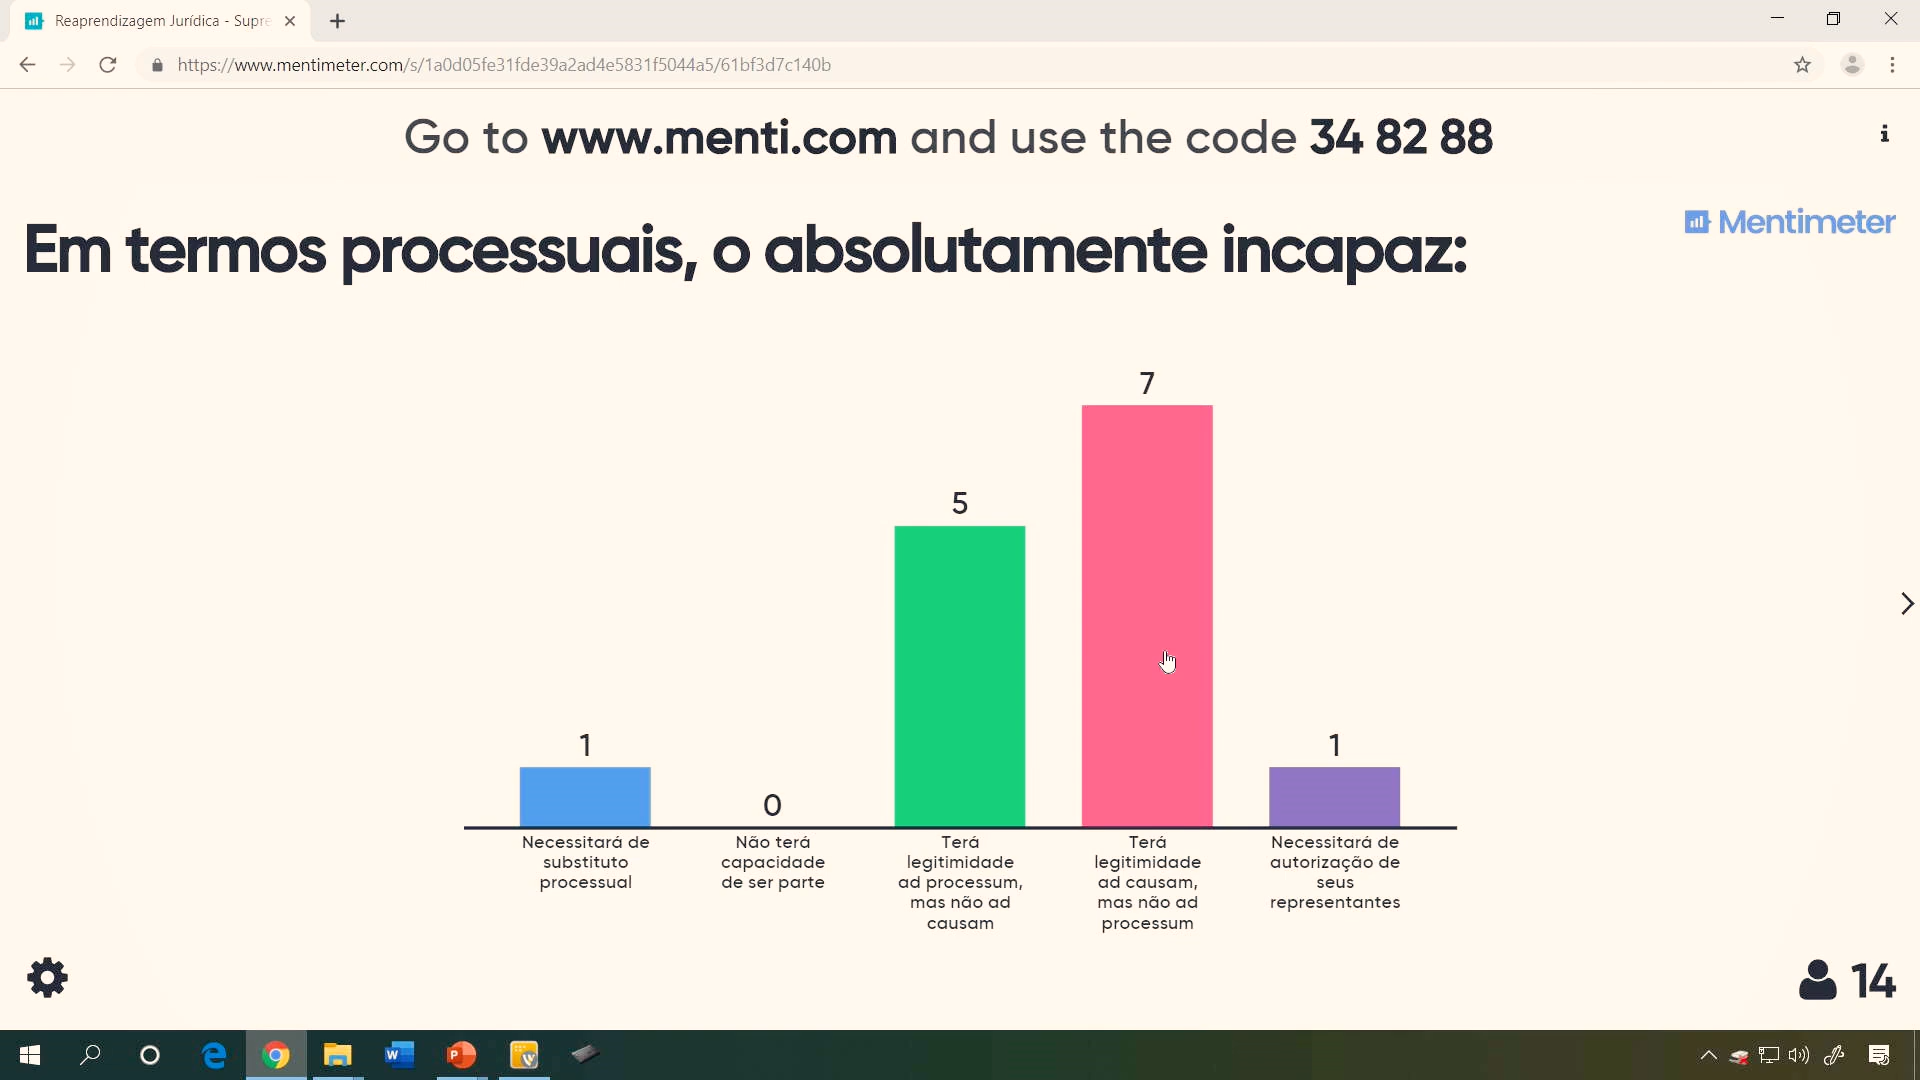 Reaprendizagem Jurídica - Supre
https://www.mentimeter.com/s/1a0d05fe31fde39a2ad4e5831f5044a5/61bf3d7c140b
Go to www.menti.com and use the code 34 82 88
Mentimeter
Em termos processuais, o absolutamente incapaz:
7
5
1
0
1
Necessitará de
substituto
processual
Não terá
capacidade
de ser parte
Terá
legitimidade
ad processum,
mas não ad
causam
Terá
legitimidade
ad causam,
mas não ad
processum
Necessitará de
autorização de
seus
representantes
14